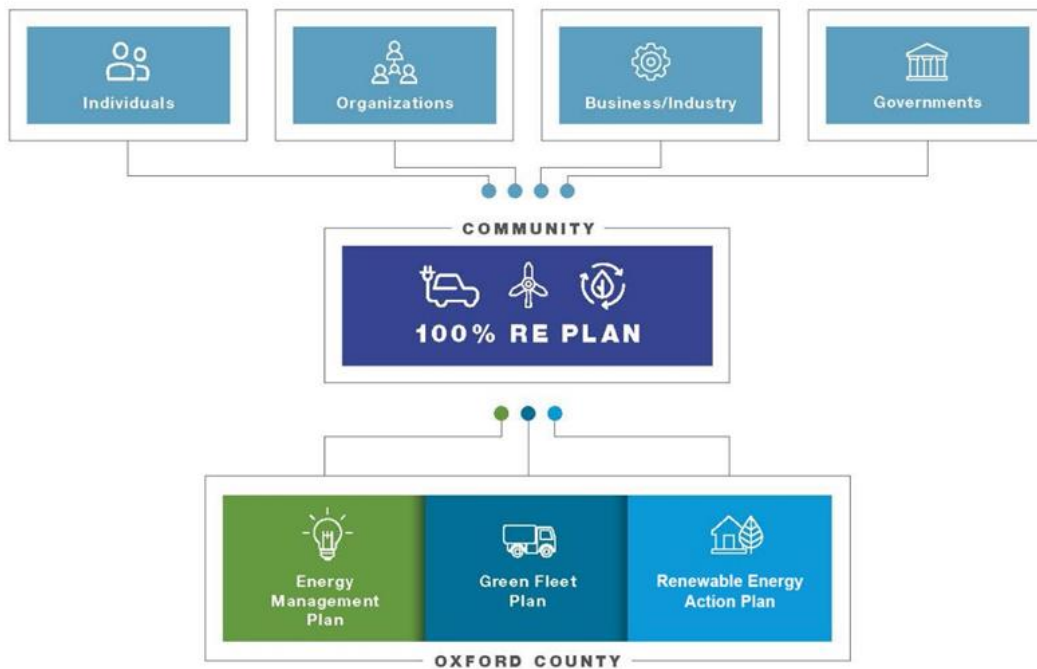 Individuals
Organizations
Business/Industry
Governments
COMMUNITY
100% RE PLAN
Energy
Management
Plan
Green Fleet
Plan
Renewable Energy
Action Plan
OXFORD COUNTY